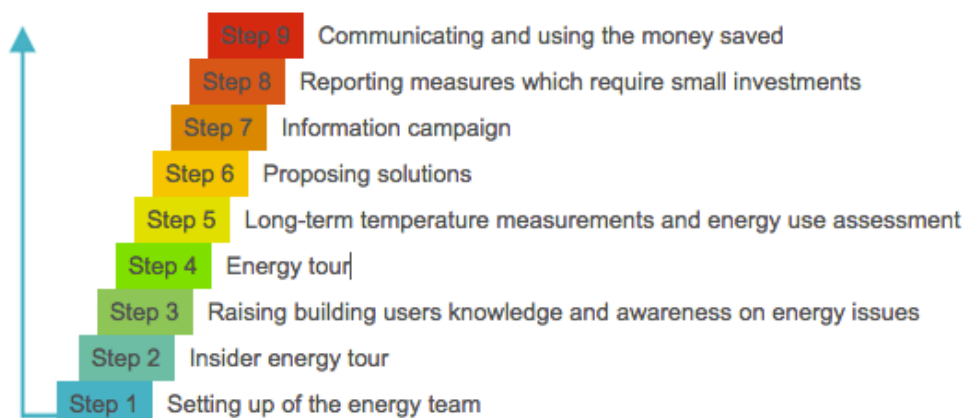 Step 9 Communicating and using the money saved
Step 8 Reporting measures which require small investments
Step 7 Information campaign
Step 6 Proposing solutions
Step 5 Long-term temperature measurements and energy use assessment
Step 4 Energy tour
Step 3 Raising building users knowledge and awareness on energy issues
Step 2 Insider energy tour
Step 1 Setting up of the energy team